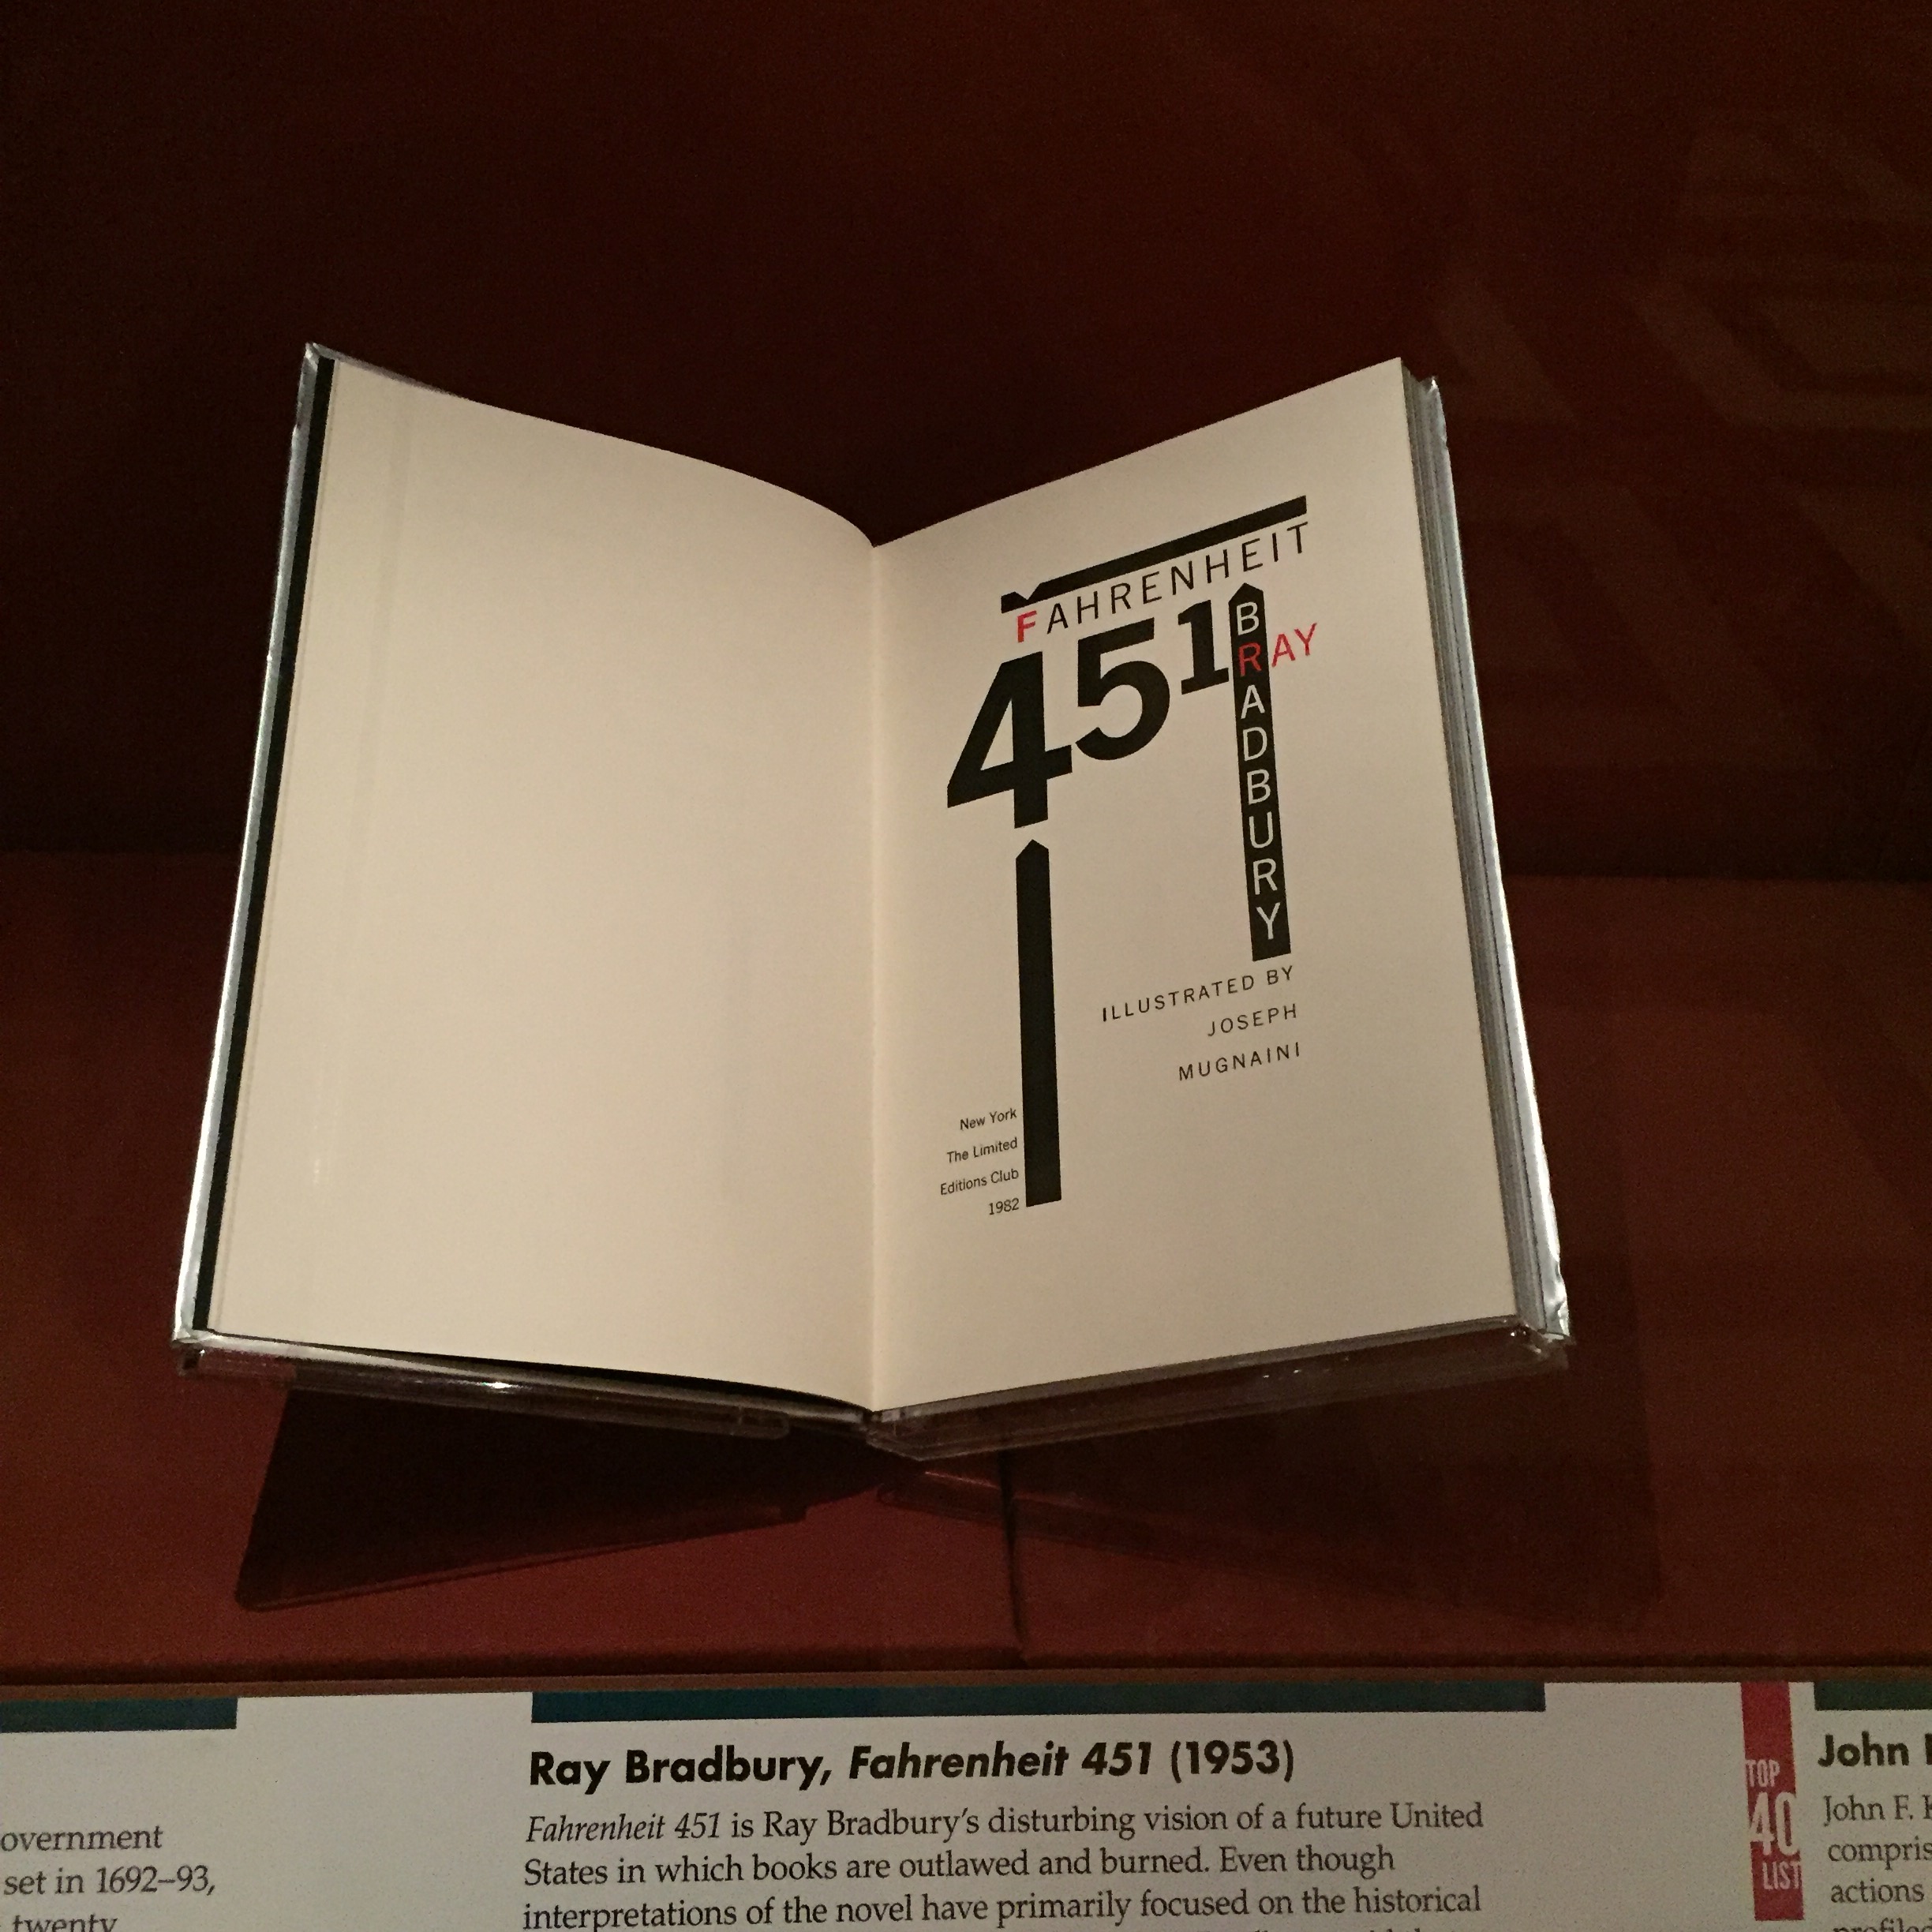 FAHRENHEIT
451
RAY
BRADBURY
ILLUSTRATED BY
JOSEPH
MUGNAINI
New York
The Limited
Editions Club
1982
overnment
set in 1692–93,
twenty
Ray Bradbury, Fahrenheit 451 (1953)
Fahrenheit 451 is Ray Bradbury's disturbing vision of a future United
States in which books are outlawed and burned. Even though
interpretations of the novel have primarily focused on the historical
TOP
40
LIST
John
John F.
compris
actions